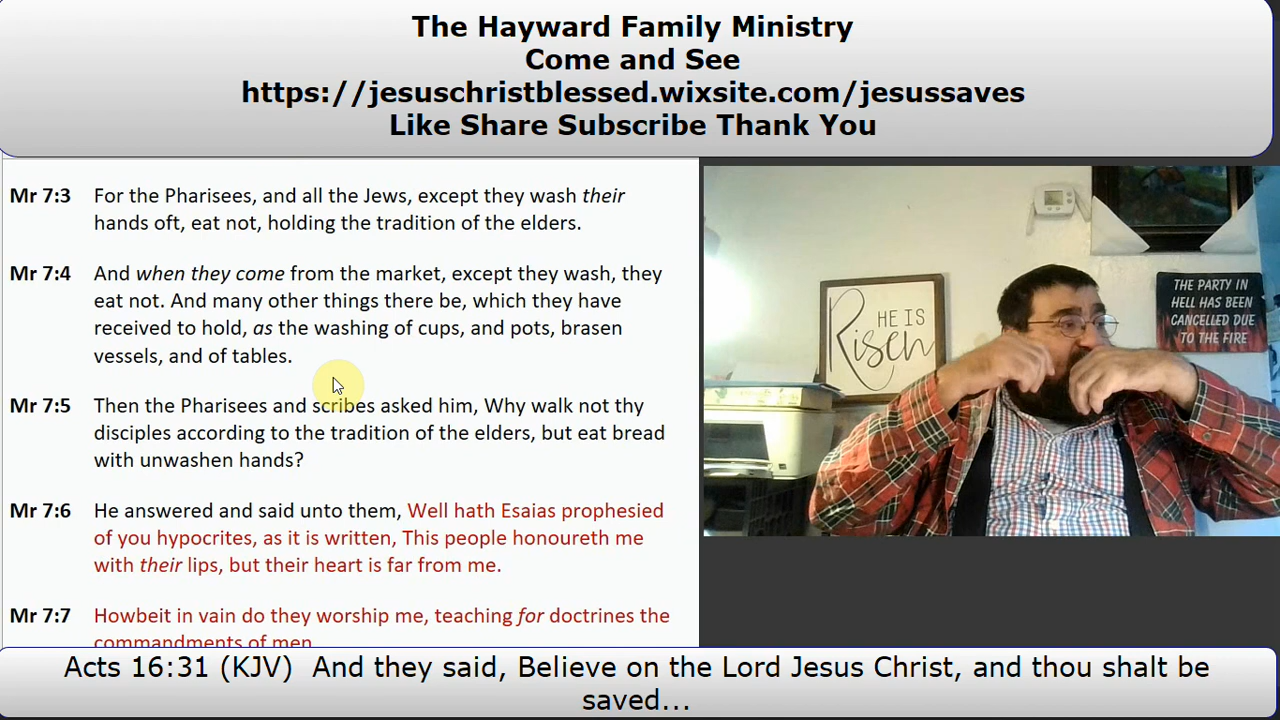 The Hayward Family Ministry
Come and See
https://jesuschristblessed.wixsite.com/jesussaves
Like Share Subscribe Thank You
Mr 7:3 For the Pharisees, and all the Jews, except they wash their
hands oft, eat not, holding the tradition of the elders.
Mr 7:4 And when they come from the market, except they wash, they
eat not. And many other things there be, which they have
received to hold, as the washing of cups, and pots, brasen
vessels, and of tables.
Mr 7:5 Then the Pharisees and scribes asked him, Why walk not thy
disciples according to the tradition of the elders, but eat bread
with unwashen hands?
Mr 7:6 He answered and said unto them, Well hath Esaias prophesied
of you hypocrites, as it is written, This people honoureth me
with their lips, but their heart is far from me.
Mr 7:7 Howbeit in vain do they worship me, teaching for doctrines the
commandments of men
HE IS
Risen
THE PARTY IN
HELL HAS BEEN
CANCELLED DUE
TO THE FIRE
Acts 16:31 (KJV) And they said, Believe on the Lord Jesus Christ, and thou shalt be
saved...